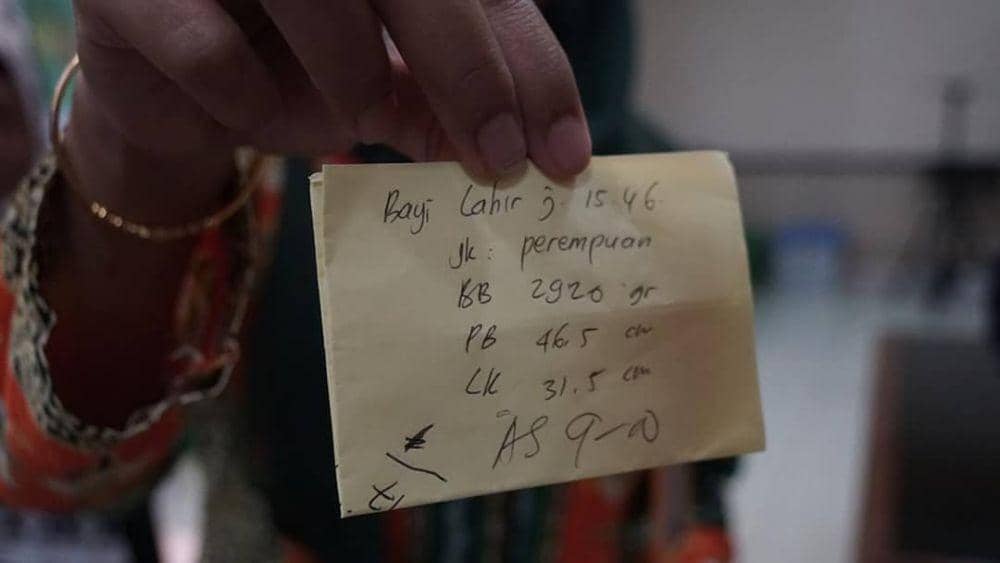 Bayi Lahir j. 15.46
Jk : perempuan
BB 2920 gr
PB 46.5 cm
LK 31.5 cm
AS 9-10